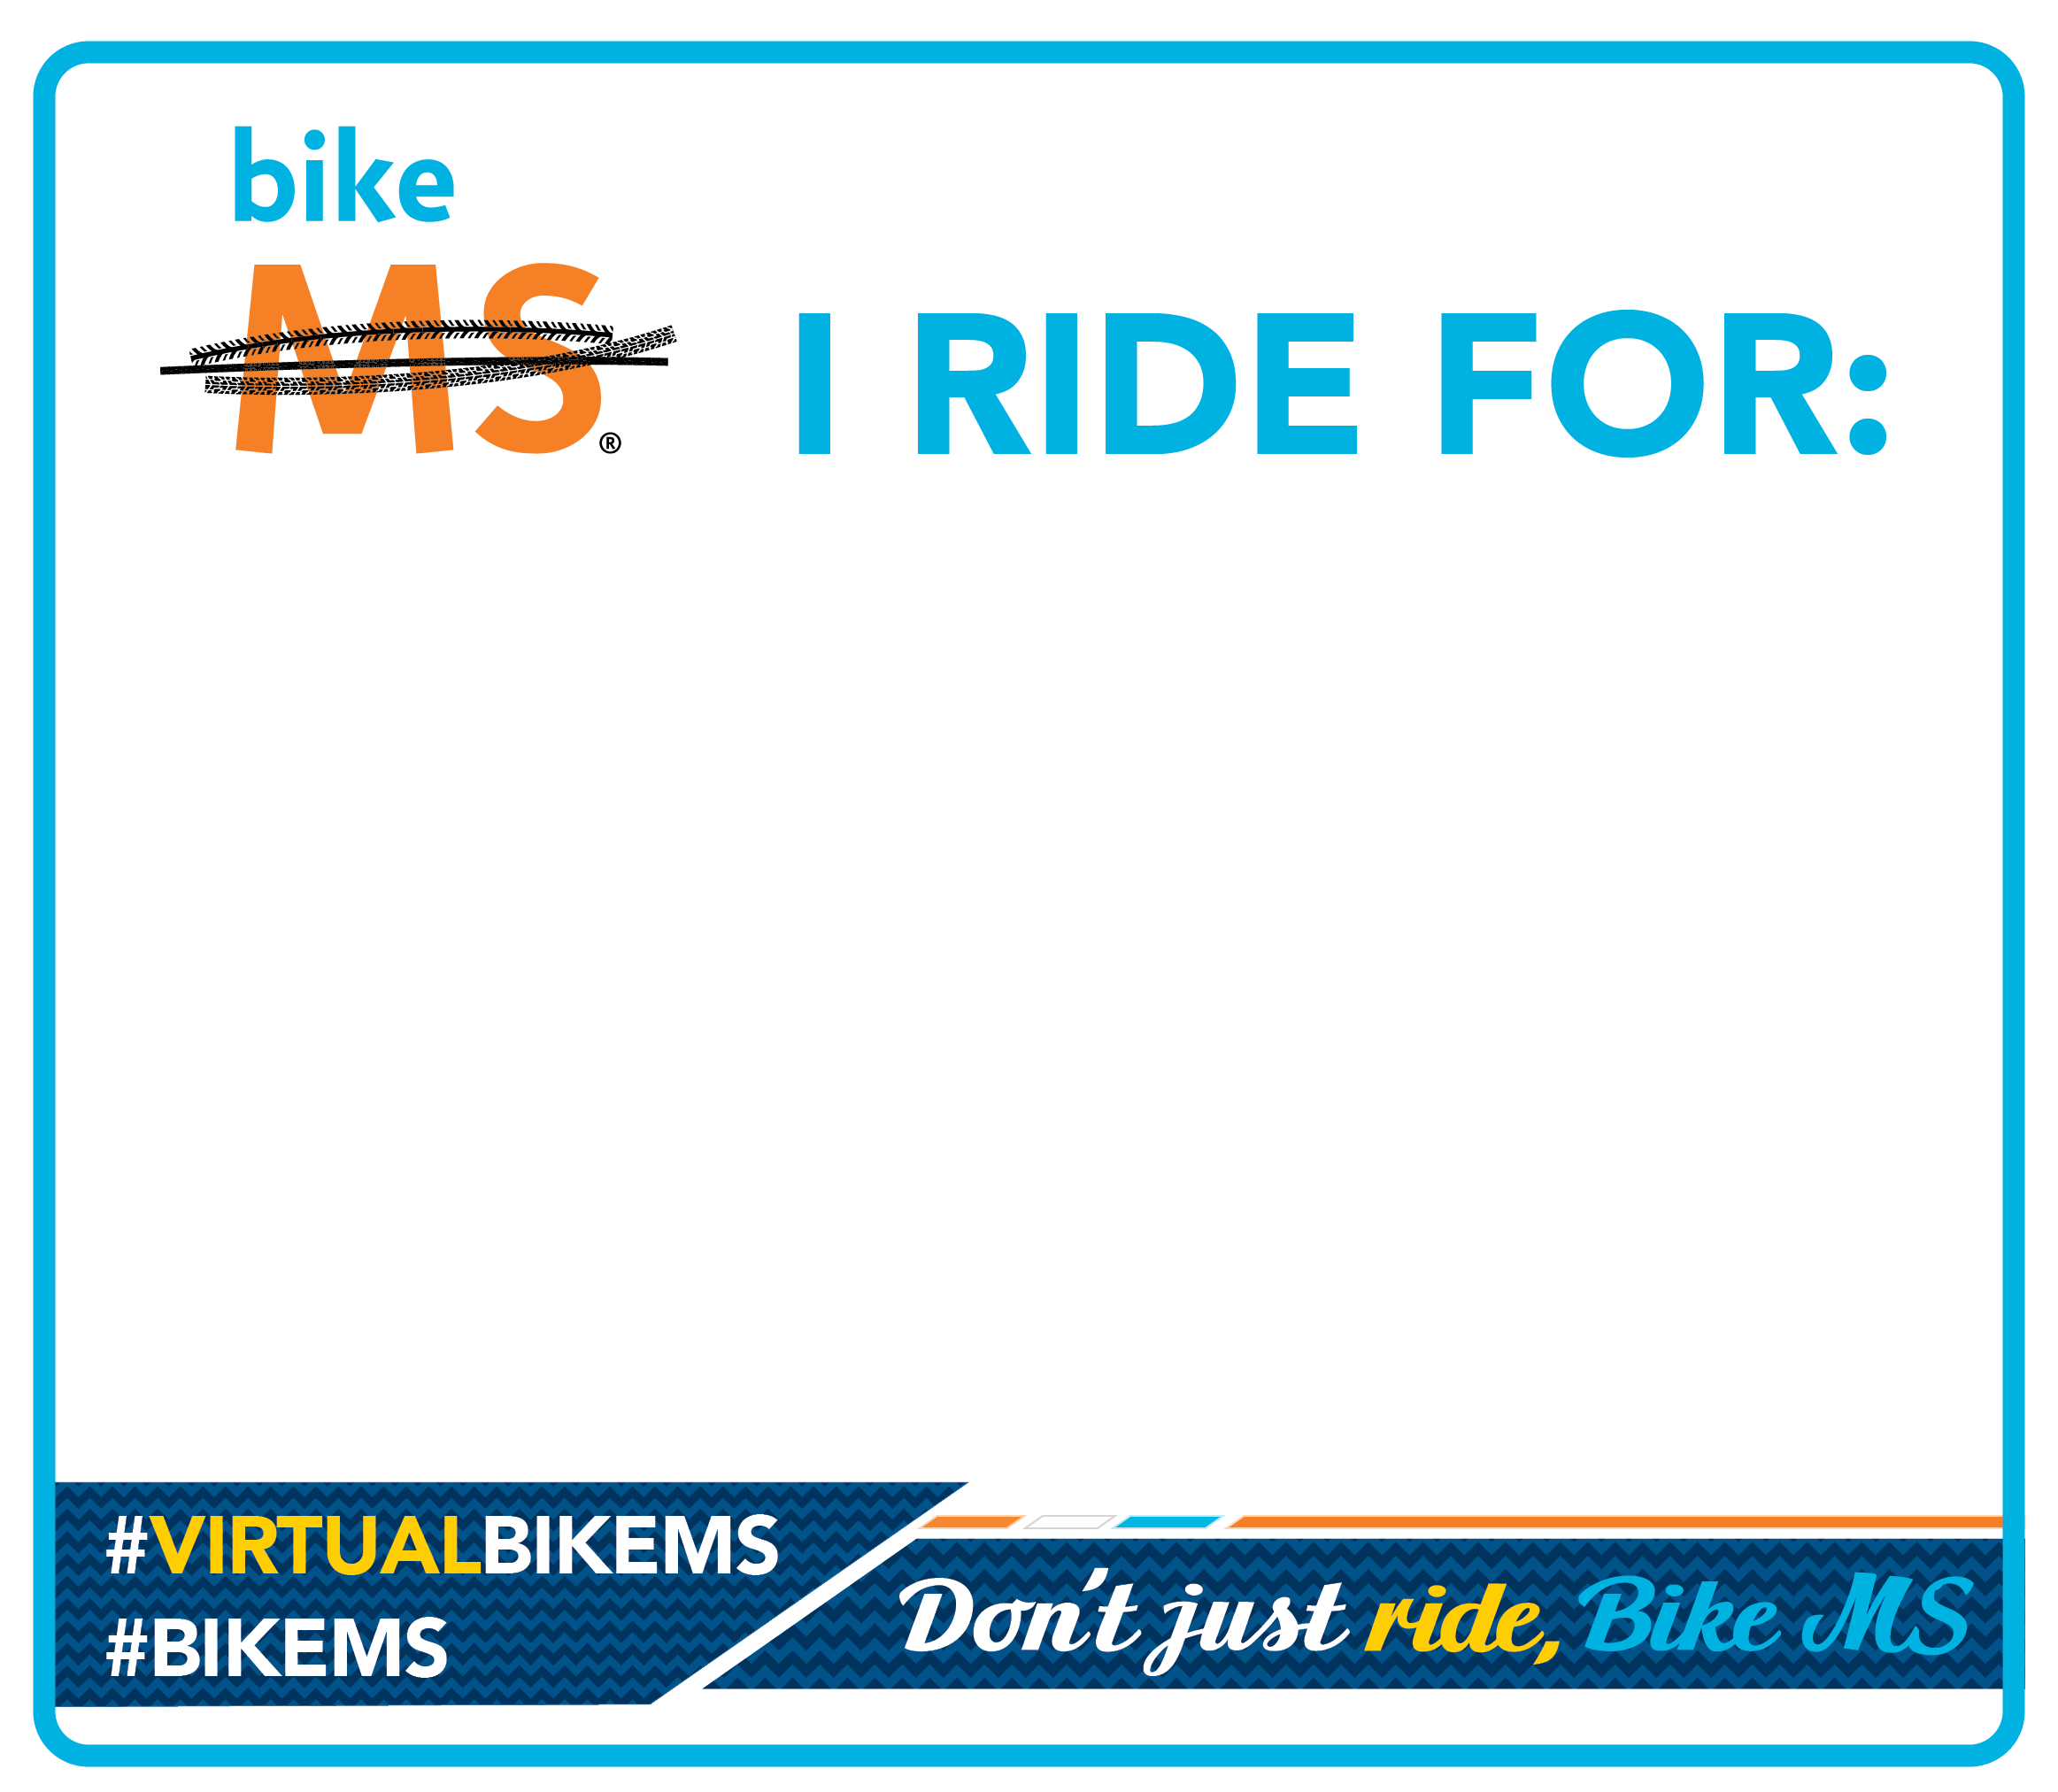 bike
MS®
I RIDE FOR:
#VIRTUALBIKEMS
#BIKEMS
Don't just ride, Bike MS